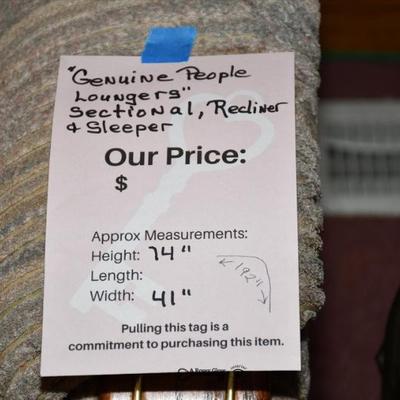 "Genuine People
Loungers"
Sectional, Recliner
& Sleeper
Our Price:
$
Approx Measurements:
Height: 74"
Length:
Width: 41"
192"
Pulling this tag is a
commitment to purchasing this item.